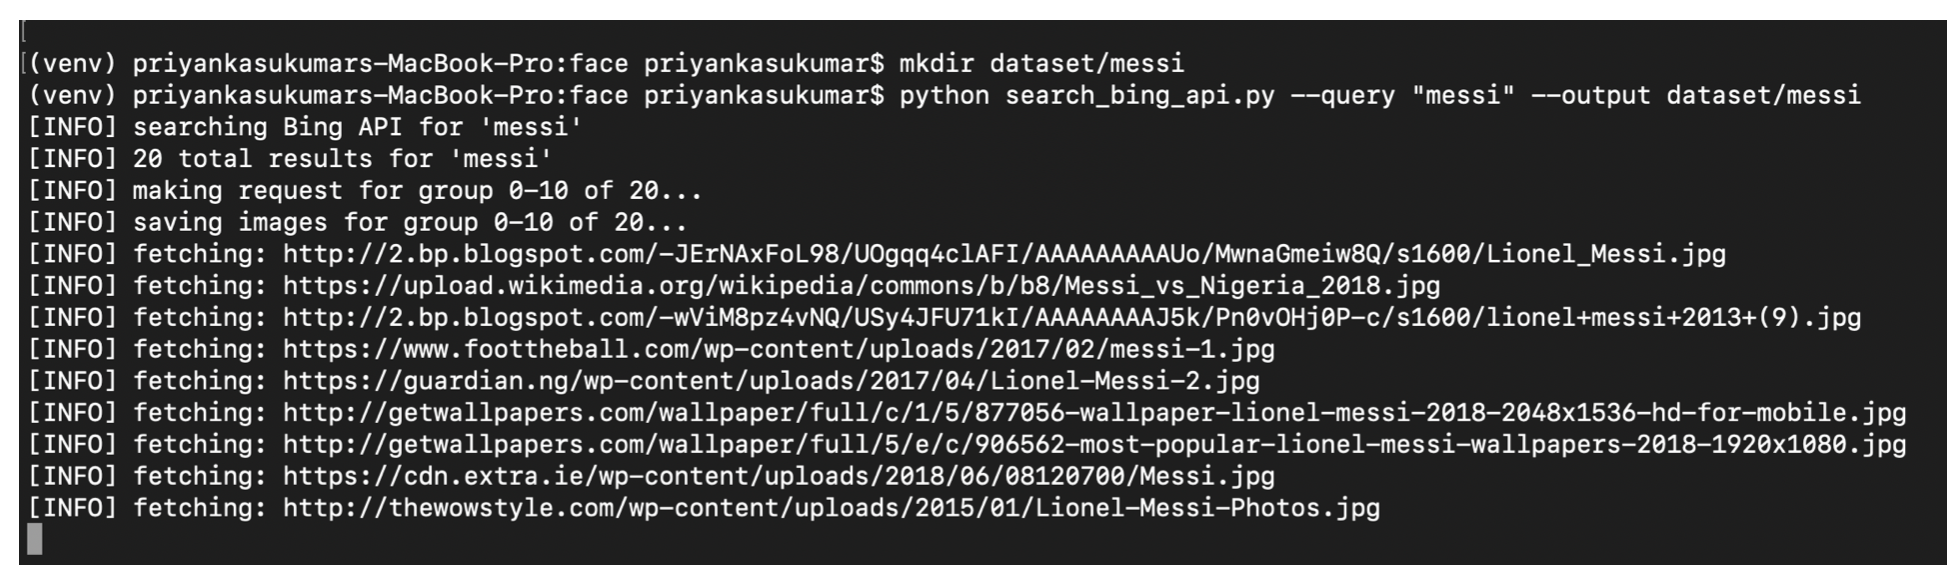 [
[(venv) priyankasukumars-MacBook-Pro:face priyankasukumar$ mkdir dataset/messi
(venv) priyankasukumars-MacBook-Pro:face priyankasukumar$ python search_bing_api.py --query "messi" --output dataset/messi
[INFO] searching Bing API for 'messi'
[INFO] 20 total results for 'messi'
[INFO] making request for group 0-10 of 20...
[INFO] saving images for group 0-10 of 20...
[INFO] fetching: http://2.bp.blogspot.com/-JErNAxFoL98/UOgqq4clAFI/AAAAAAAAAUo/MwnaGmeiw8Q/s1600/Lionel_Messi.jpg
[INFO] fetching: https://upload.wikimedia.org/wikipedia/commons/b/b8/Messi_vs_Nigeria_2018.jpg
[INFO] fetching: http://2.bp.blogspot.com/-wViM8pz4vNQ/USy4JFU71kI/AAAAAAAAJ5k/Pn0vOHj0P-c/s1600/lionel+messi+2013+(9).jpg
[INFO] fetching: https://www.foottheball.com/wp-content/uploads/2017/02/messi-1.jpg
[INFO] fetching: https://guardian.ng/wp-content/uploads/2017/04/Lionel-Messi-2.jpg
[INFO] fetching: http://getwallpapers.com/wallpaper/full/c/1/5/877056-wallpaper-lionel-messi-2018-2048x1536-hd-for-mobile.jpg
[INFO] fetching: http://getwallpapers.com/wallpaper/full/5/e/c/906562-most-popular-lionel-messi-wallpapers-2018-1920x1080.jpg
[INFO] fetching: https://cdn.extra.ie/wp-content/uploads/2018/06/08120700/Messi.jpg
[INFO] fetching: http://thewowstyle.com/wp-content/uploads/2015/01/Lionel-Messi-Photos.jpg